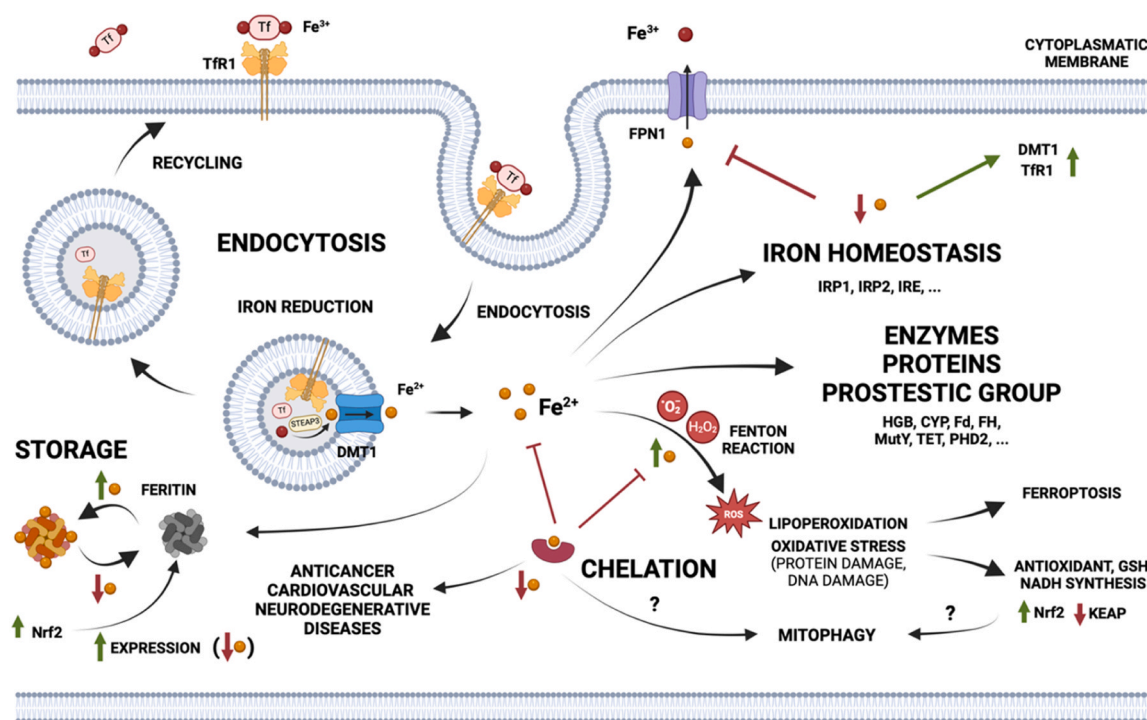 Tf
Tf
Fe³⁺
TfR1
Fe³⁺
CYTOPLASMATIC
MEMBRANE
FPN1
RECYCLING
DMT1
TfR1
Tf
Tf
ENDOCYTOSIS
IRON HOMEOSTASIS
IRP1, IRP2, IRE, ...
IRON REDUCTION
ENDOCYTOSIS
ENZYMES
PROTEINS
PROSTESTIC GROUP
HGB, CYP, Fd, FH,
MutY, TET, PHD2, ...
Tf
STEAP3
Fe²⁺
DMT1
Fe²⁺
•O₂⁻
H₂O₂
FENTON
REACTION
STORAGE
FERITIN
ROS
LIPOPEROXIDATION
OXIDATIVE STRESS
(PROTEIN DAMAGE,
DNA DAMAGE)
FERROPTOSIS
ANTIOXIDANT, GSH
NADH SYNTHESIS
Nrf2 KEAP
CHELATION
ANTICANCER
CARDIOVASCULAR
NEURODEGENERATIVE
DISEASES
?
?
MITOPHAGY
Nrf2
EXPRESSION ( )